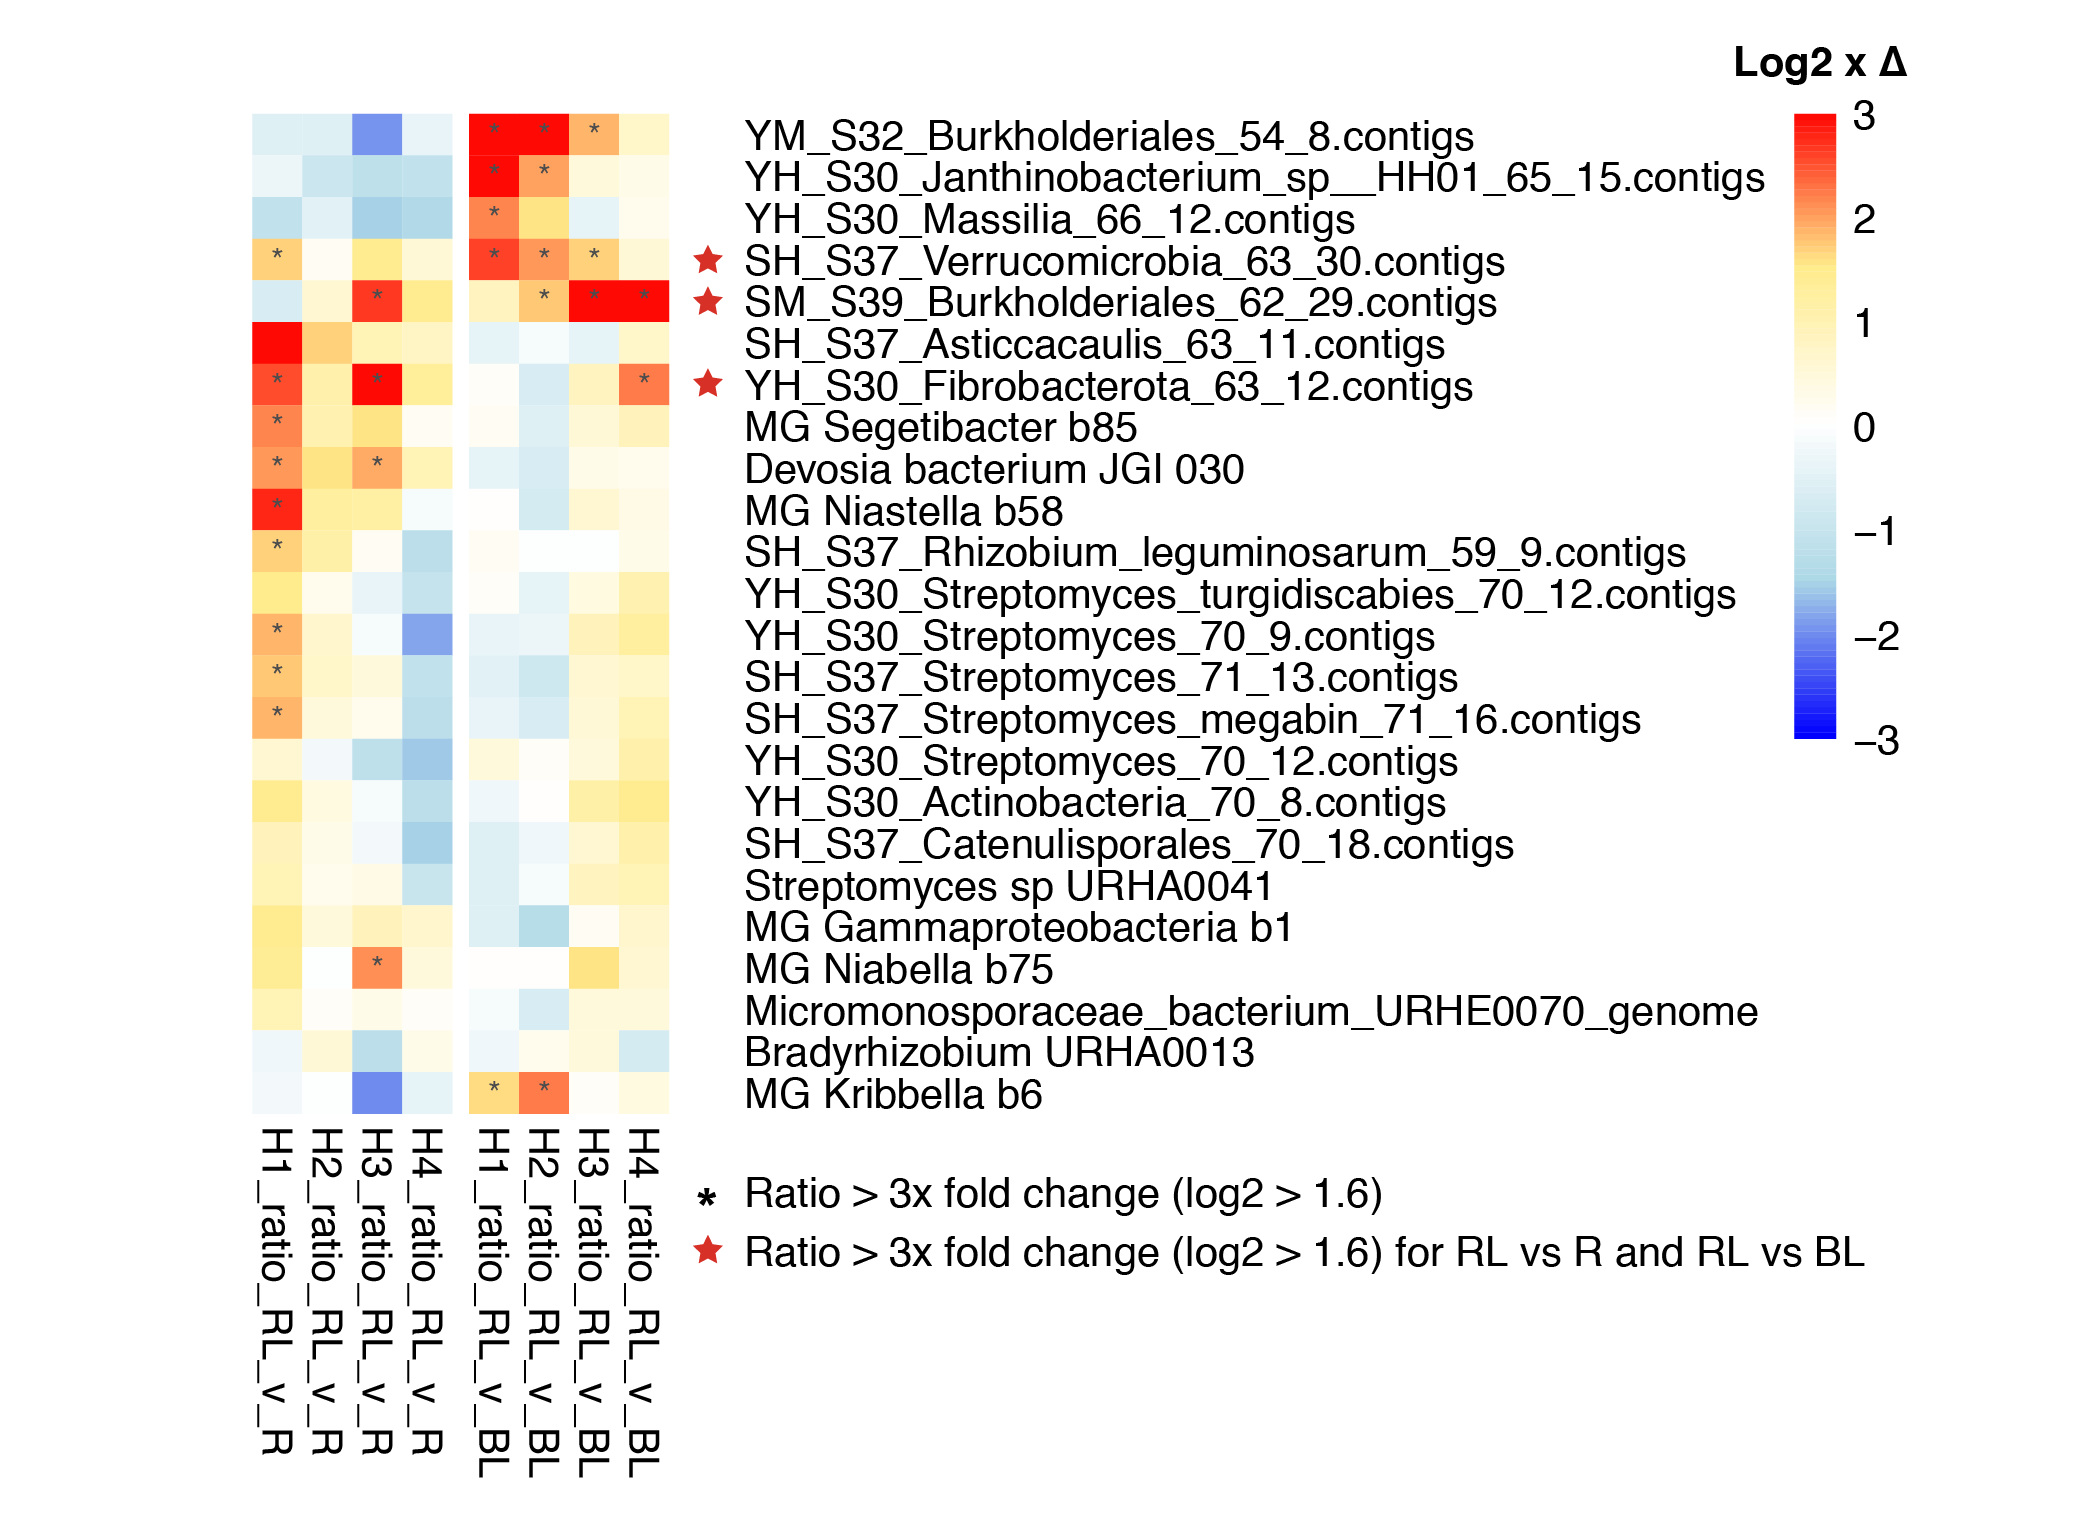 Log2 x Δ
3
2
1
0
−1
−2
−3
* * * YM_S32_Burkholderiales_54_8.contigs
* * YH_S30_Janthinobacterium_sp__HH01_65_15.contigs
* YH_S30_Massilia_66_12.contigs
* * * * ★ SH_S37_Verrucomicrobia_63_30.contigs
* * * * ★ SM_S39_Burkholderiales_62_29.contigs
SH_S37_Asticcacaulis_63_11.contigs
* * * ★ YH_S30_Fibrobacterota_63_12.contigs
* MG Segetibacter b85
* * Devosia bacterium JGI 030
* MG Niastella b58
* SH_S37_Rhizobium_leguminosarum_59_9.contigs
YH_S30_Streptomyces_turgidiscabies_70_12.contigs
* YH_S30_Streptomyces_70_9.contigs
* SH_S37_Streptomyces_71_13.contigs
* SH_S37_Streptomyces_megabin_71_16.contigs
YH_S30_Streptomyces_70_12.contigs
YH_S30_Actinobacteria_70_8.contigs
SH_S37_Catenulisporales_70_18.contigs
Streptomyces sp URHA0041
MG Gammaproteobacteria b1
* MG Niabella b75
Micromonosporaceae_bacterium_URHE0070_genome
Bradyrhizobium URHA0013
* * MG Kribbella b6
H1_ratio_RL_v_R
H2_ratio_RL_v_R
H3_ratio_RL_v_R
H4_ratio_RL_v_R
H1_ratio_RL_v_BL
H2_ratio_RL_v_BL
H3_ratio_RL_v_BL
H4_ratio_RL_v_BL
* Ratio > 3x fold change (log2 > 1.6)
★ Ratio > 3x fold change (log2 > 1.6) for RL vs R and RL vs BL